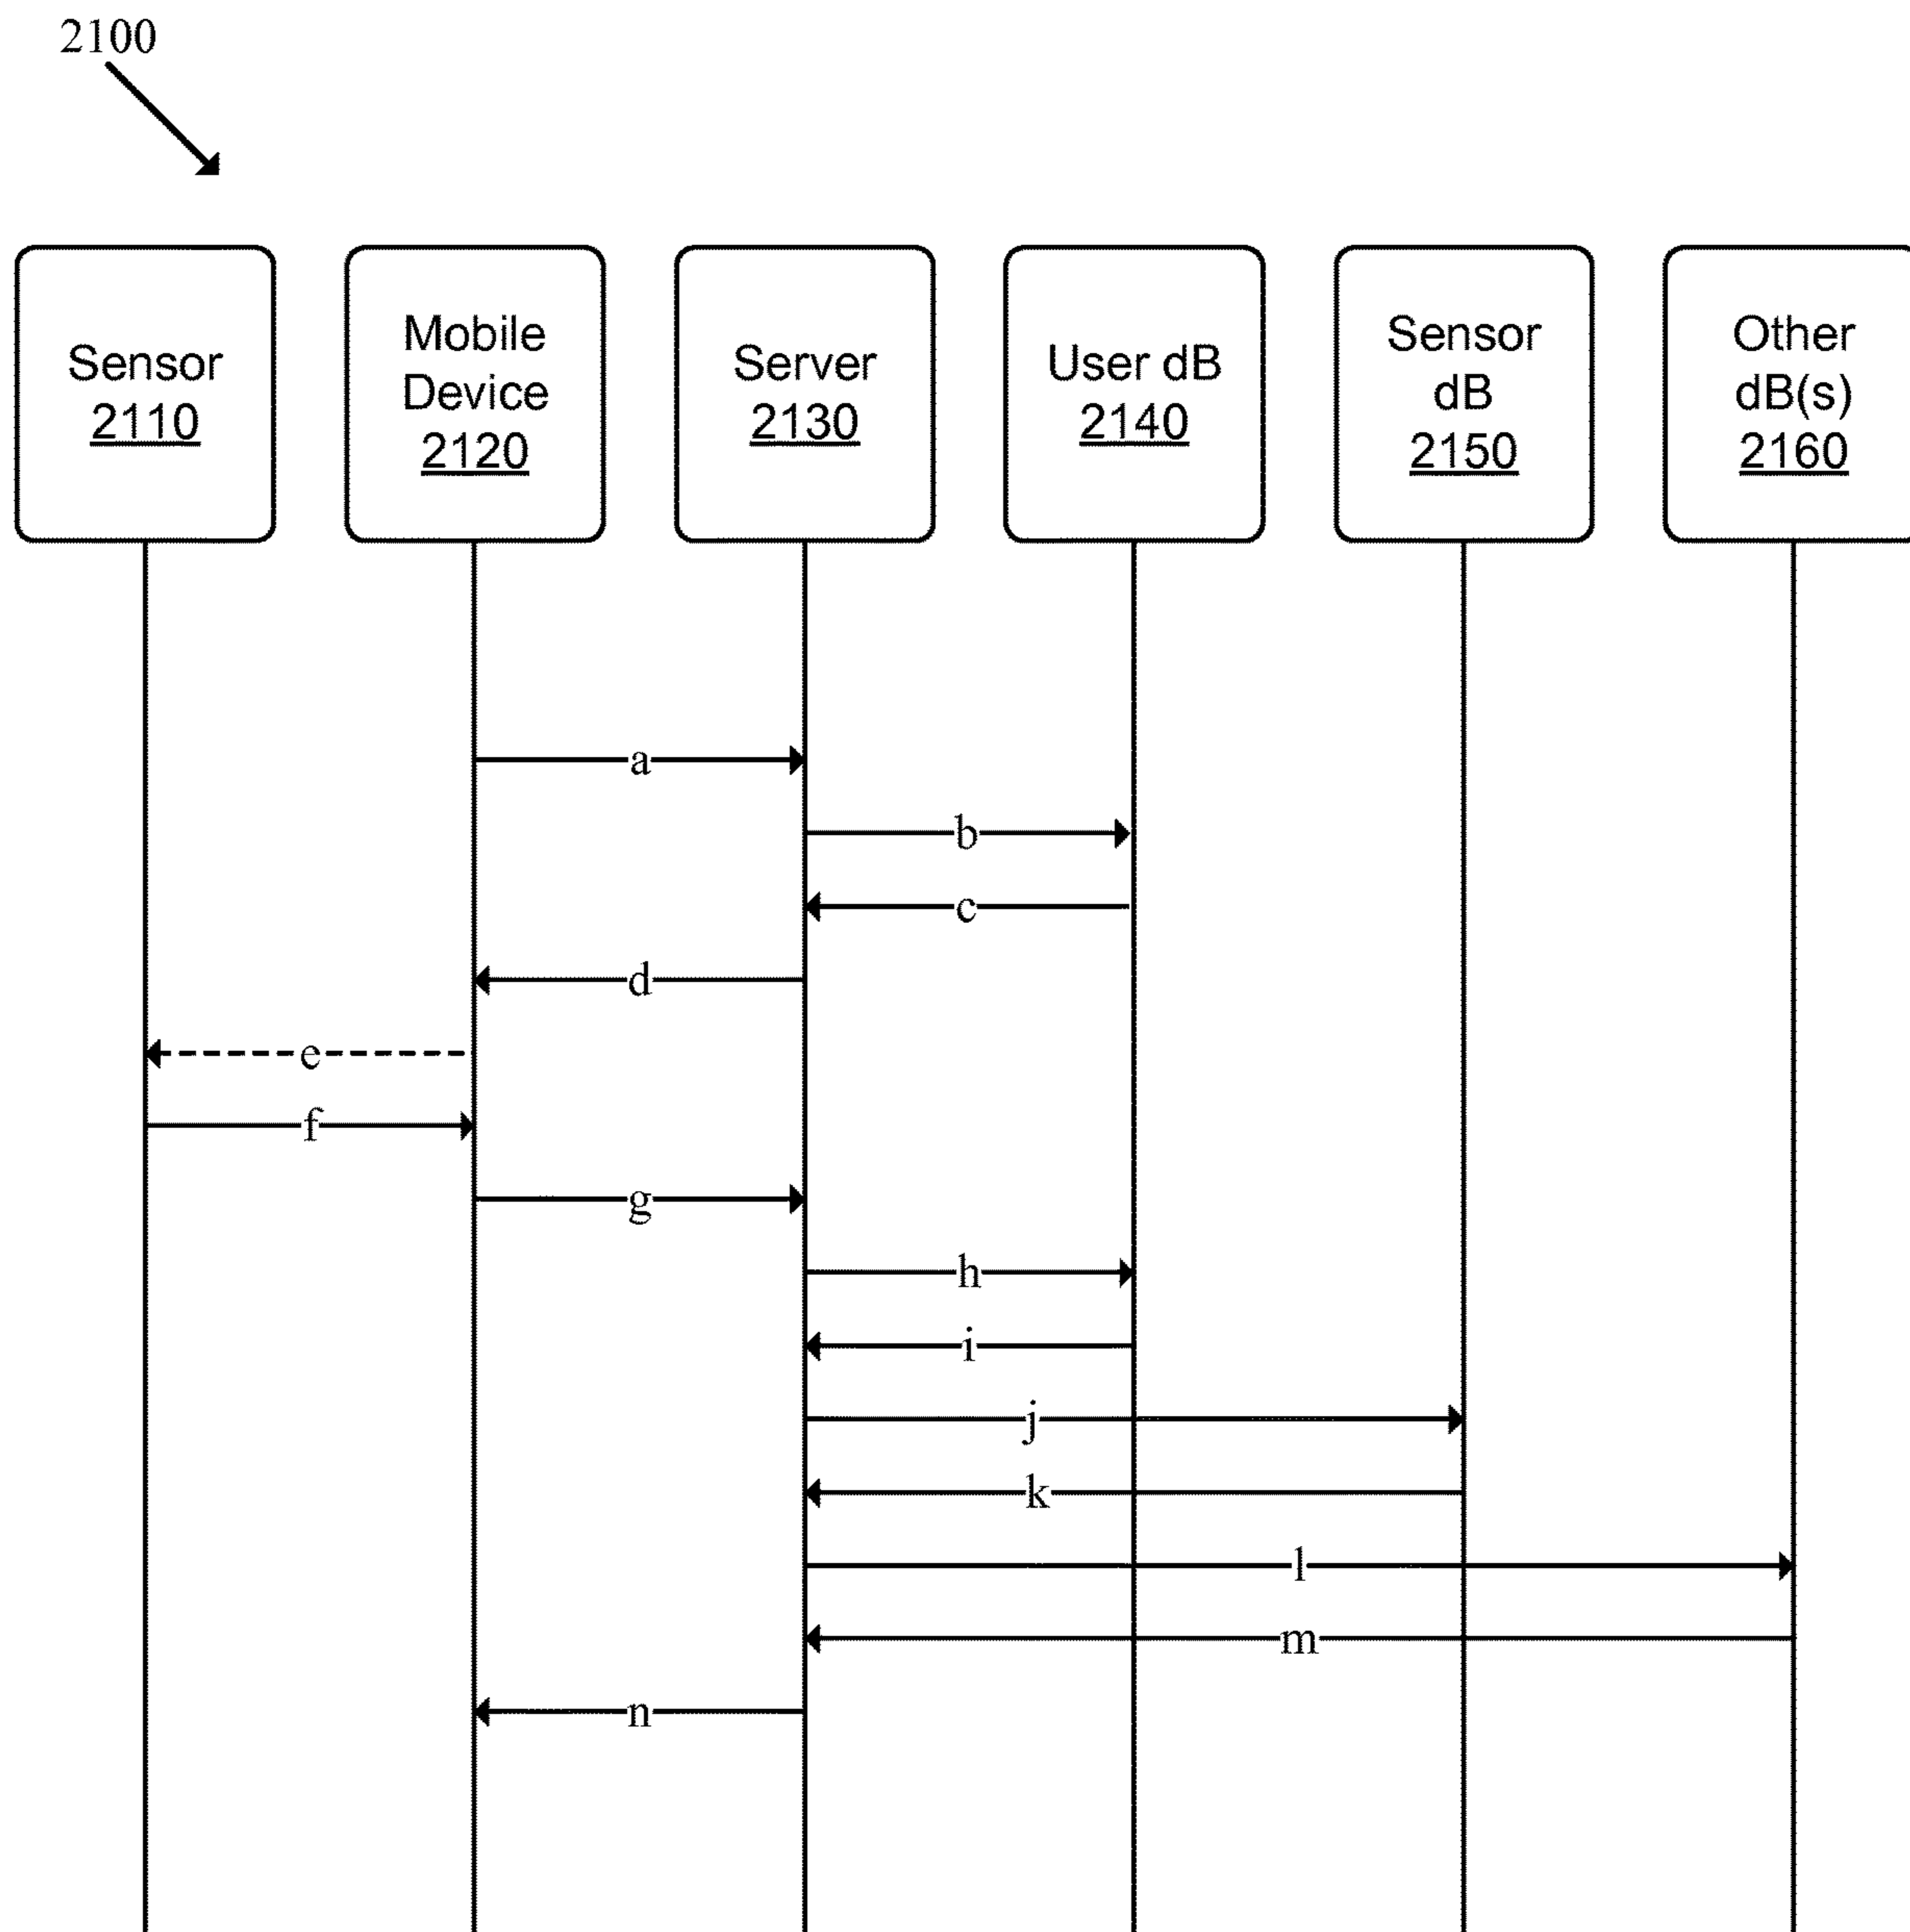 2100
Sensor
2110
Mobile
Device
2120
Server
2130
User dB
2140
Sensor
dB
2150
Other
dB(s)
2160
a
b
c
d
e
f
g
h
i
j
k
l
m
n